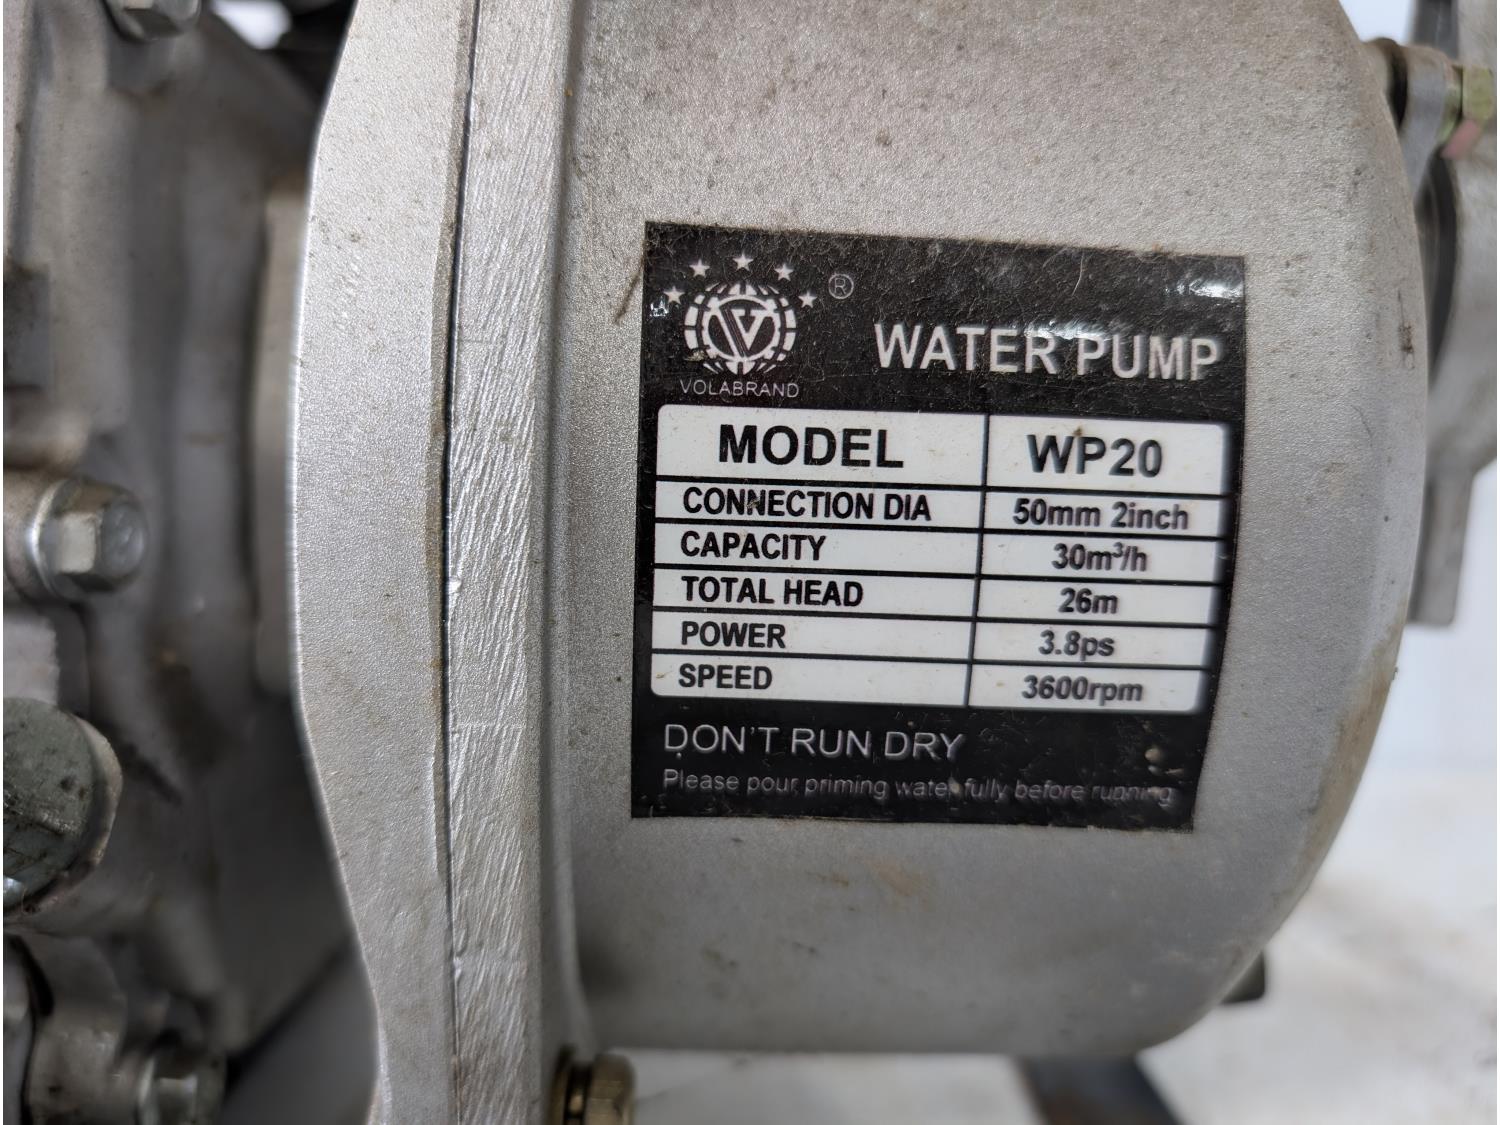 ®
VOLABRAND
WATER PUMP
MODEL WP20
CONNECTION DIA 50mm 2inch
CAPACITY 30m³/h
TOTAL HEAD 26m
POWER 3.8ps
SPEED 3600rpm
DON'T RUN DRY
Please pour priming water fully before running